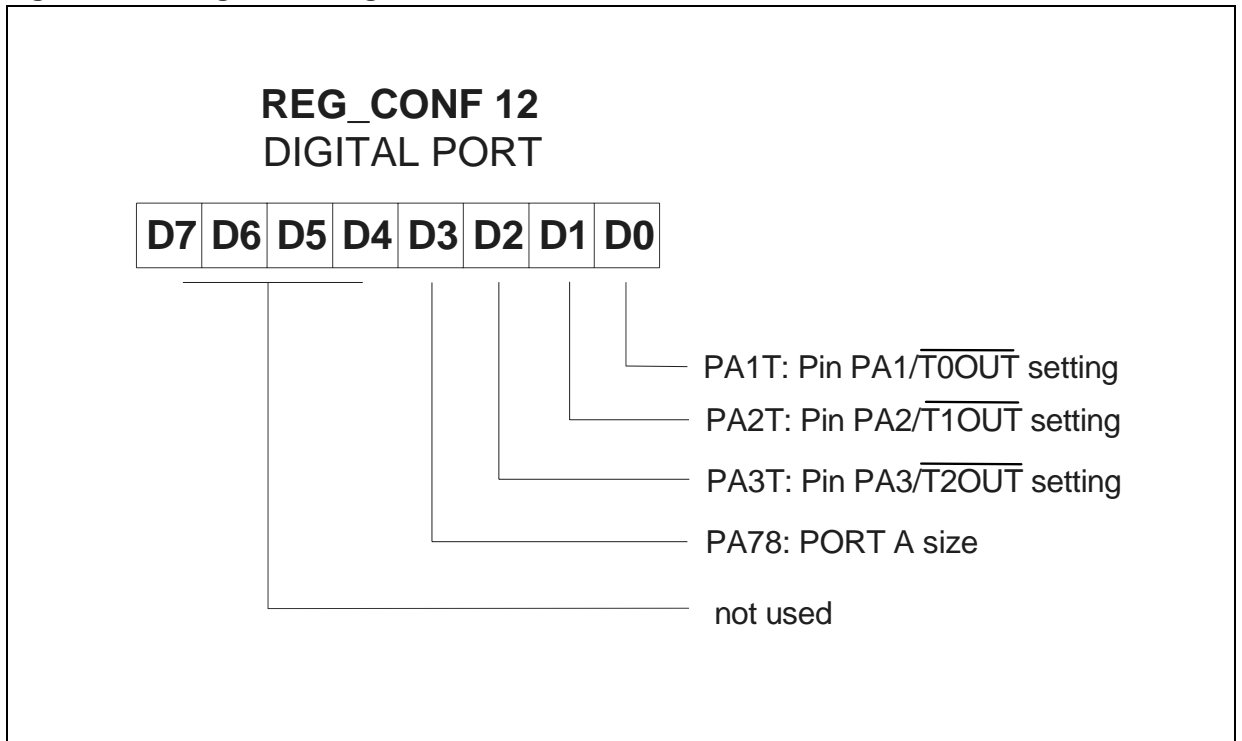 REG_CONF 12
DIGITAL PORT
D7 D6 D5 D4 D3 D2 D1 D0
PA1T: Pin PA1/T0OUT setting
PA2T: Pin PA2/T1OUT setting
PA3T: Pin PA3/T2OUT setting
PA78: PORT A size
not used